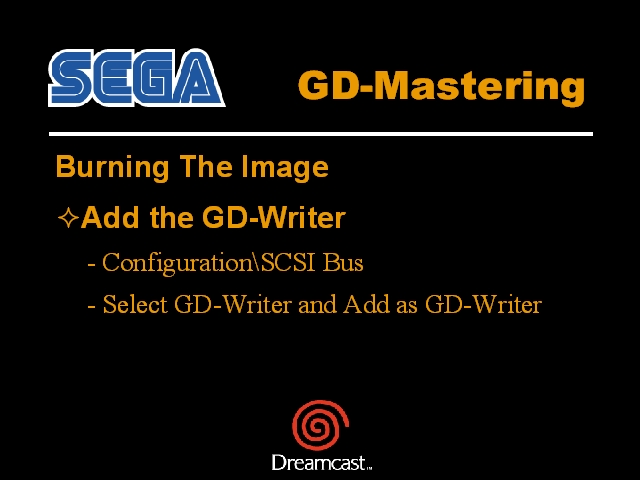 SEGA
GD-Mastering
Burning The Image
✧Add the GD-Writer
- Configuration\SCSI Bus
- Select GD-Writer and Add as GD-Writer
Dreamcast™